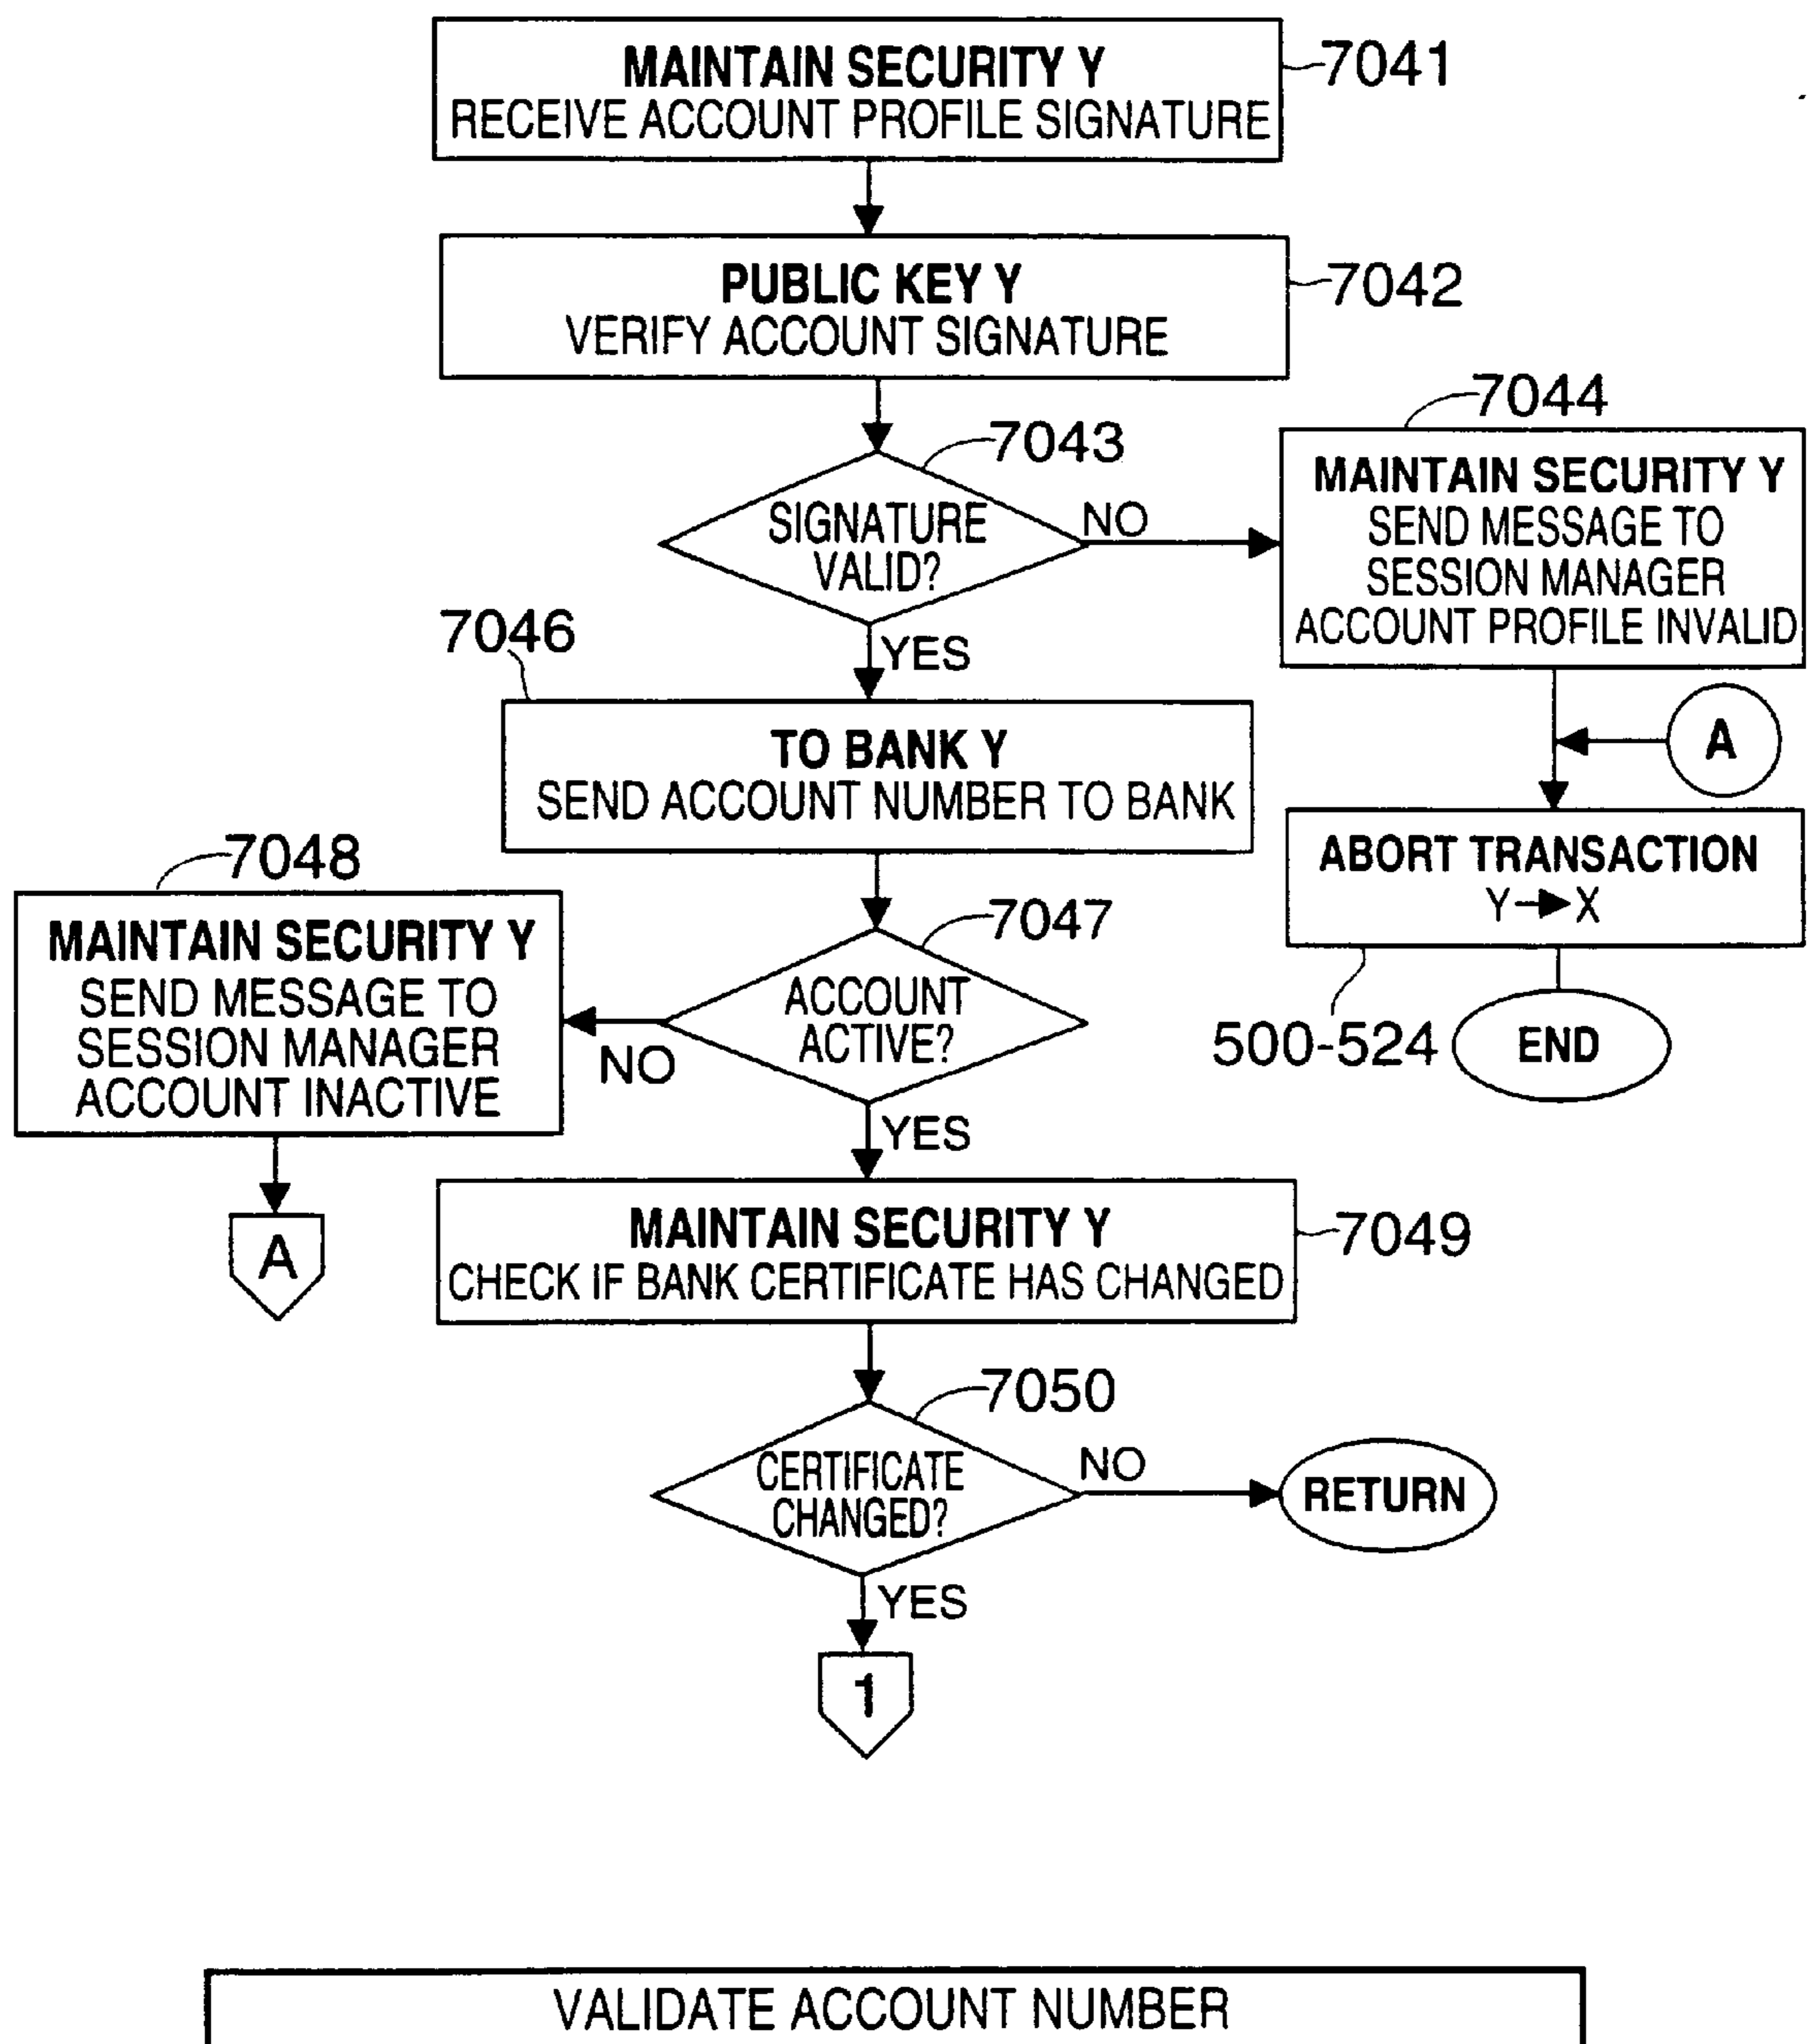 MAINTAIN SECURITY Y
RECEIVE ACCOUNT PROFILE SIGNATURE
7041
PUBLIC KEY Y
VERIFY ACCOUNT SIGNATURE
7042
7043
SIGNATURE
VALID?
NO
YES
7044
MAINTAIN SECURITY Y
SEND MESSAGE TO
SESSION MANAGER
ACCOUNT PROFILE INVALID
A
ABORT TRANSACTION
Y X
500-524
END
7046
TO BANK Y
SEND ACCOUNT NUMBER TO BANK
7047
ACCOUNT
ACTIVE?
NO
YES
7048
MAINTAIN SECURITY Y
SEND MESSAGE TO
SESSION MANAGER
ACCOUNT INACTIVE
A
MAINTAIN SECURITY Y
CHECK IF BANK CERTIFICATE HAS CHANGED
7049
7050
CERTIFICATE
CHANGED?
NO
RETURN
YES
1
VALIDATE ACCOUNT NUMBER